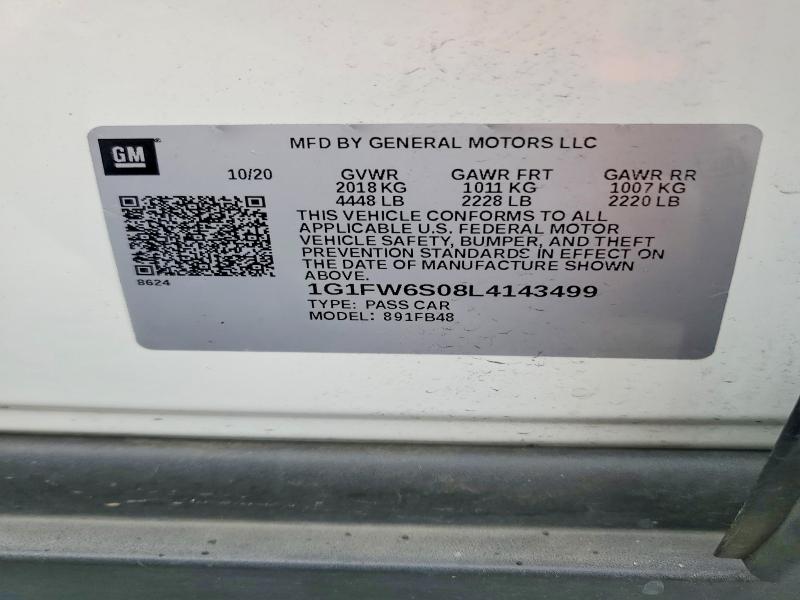 GM
MFD BY GENERAL MOTORS LLC
10/20 GVWR GAWR FRT GAWR RR
2018 KG 1011 KG 1007 KG
4448 LB 2228 LB 2220 LB
THIS VEHICLE CONFORMS TO ALL
APPLICABLE U.S. FEDERAL MOTOR
VEHICLE SAFETY, BUMPER, AND THEFT
PREVENTION STANDARDS IN EFFECT ON
THE DATE OF MANUFACTURE SHOWN
ABOVE.
8624
1G1FW6S08L4143499
TYPE: PASS CAR
MODEL: 891FB48